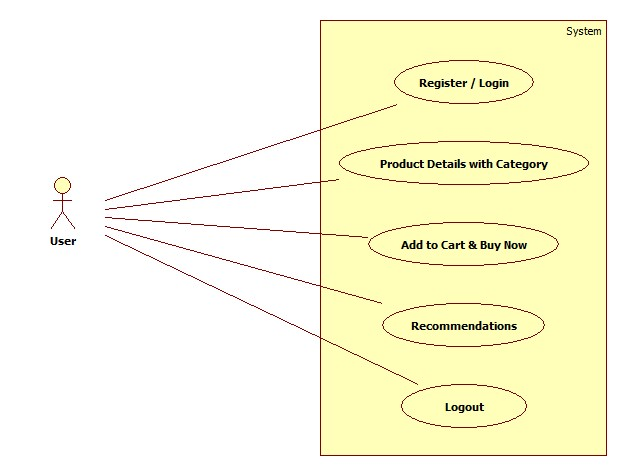 System
Register / Login
Product Details with Category
User
Add to Cart & Buy Now
Recommendations
Logout